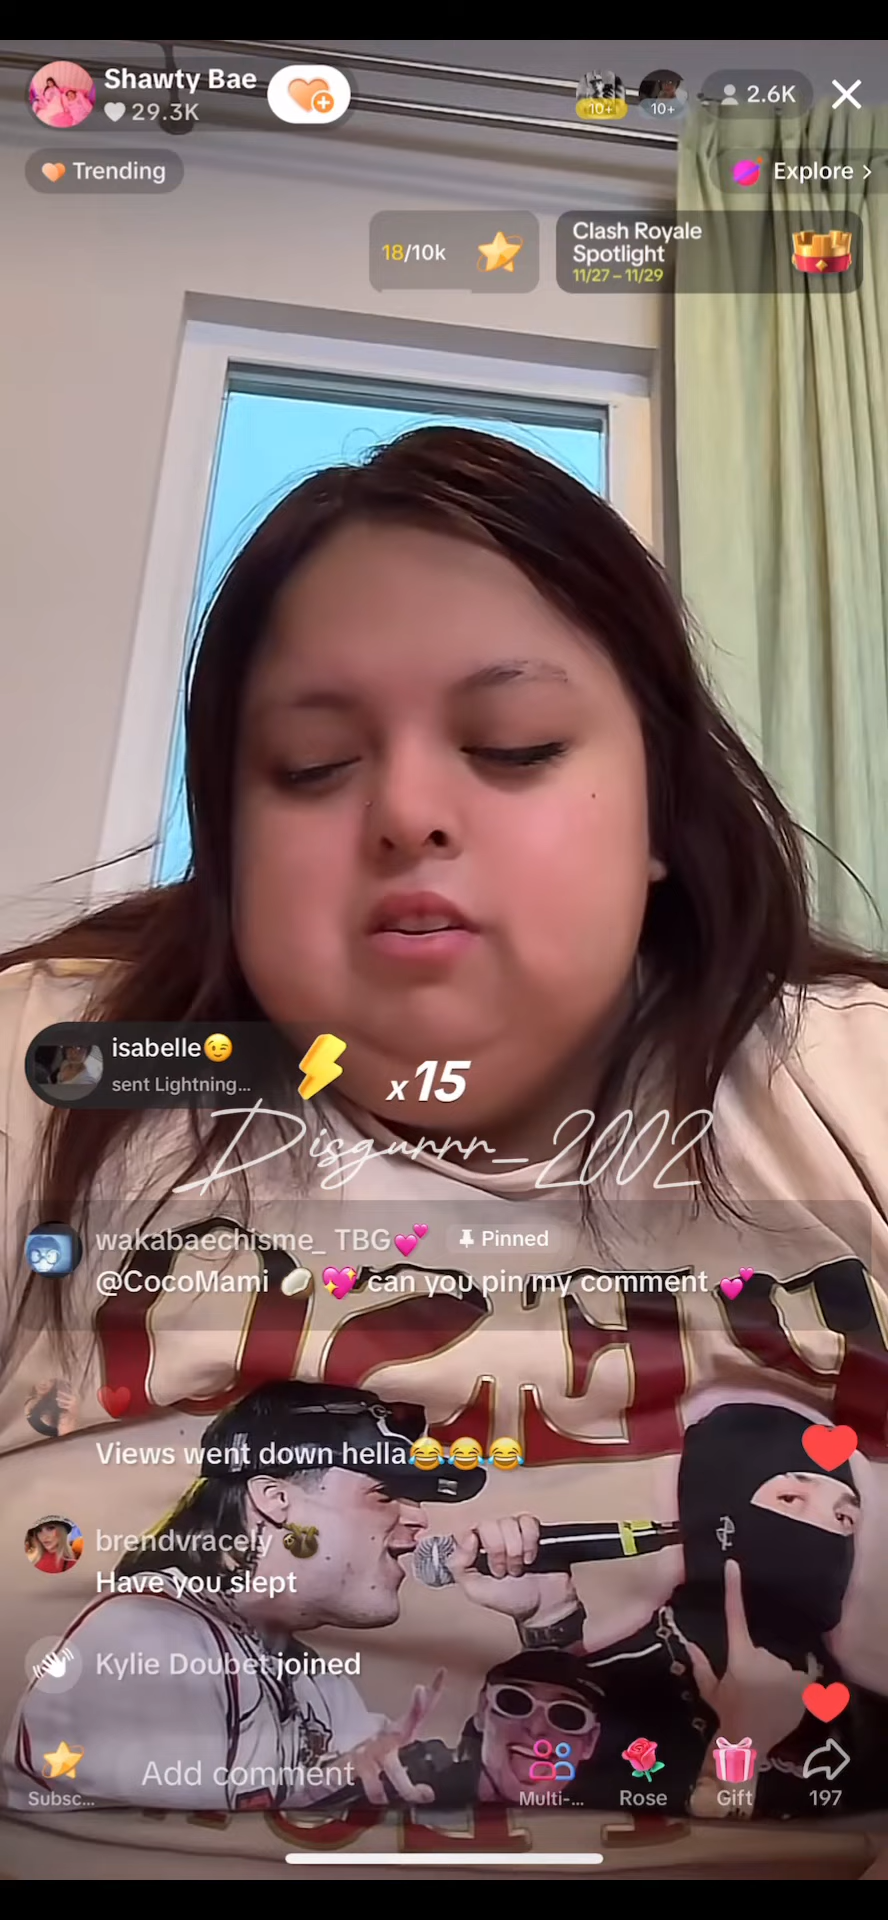 Shawty Bae
29.3K
10+
10+
2.6K
Trending
Explore >
18/10k
Clash Royale
Spotlight
11/27 – 11/29
isabelle😉
sent Lightning...
x15
Disgurrr_2002
wakabaechisme_ TBG💕
Pinned
@CocoMami 🥥 💖 can you pin my comment 💕
❤️
Views went down hella😂😂😂
brendvracely 🦥
Have you slept
Kylie Doubet joined
Add comment
Subsc...
Multi-...
Rose
Gift
197